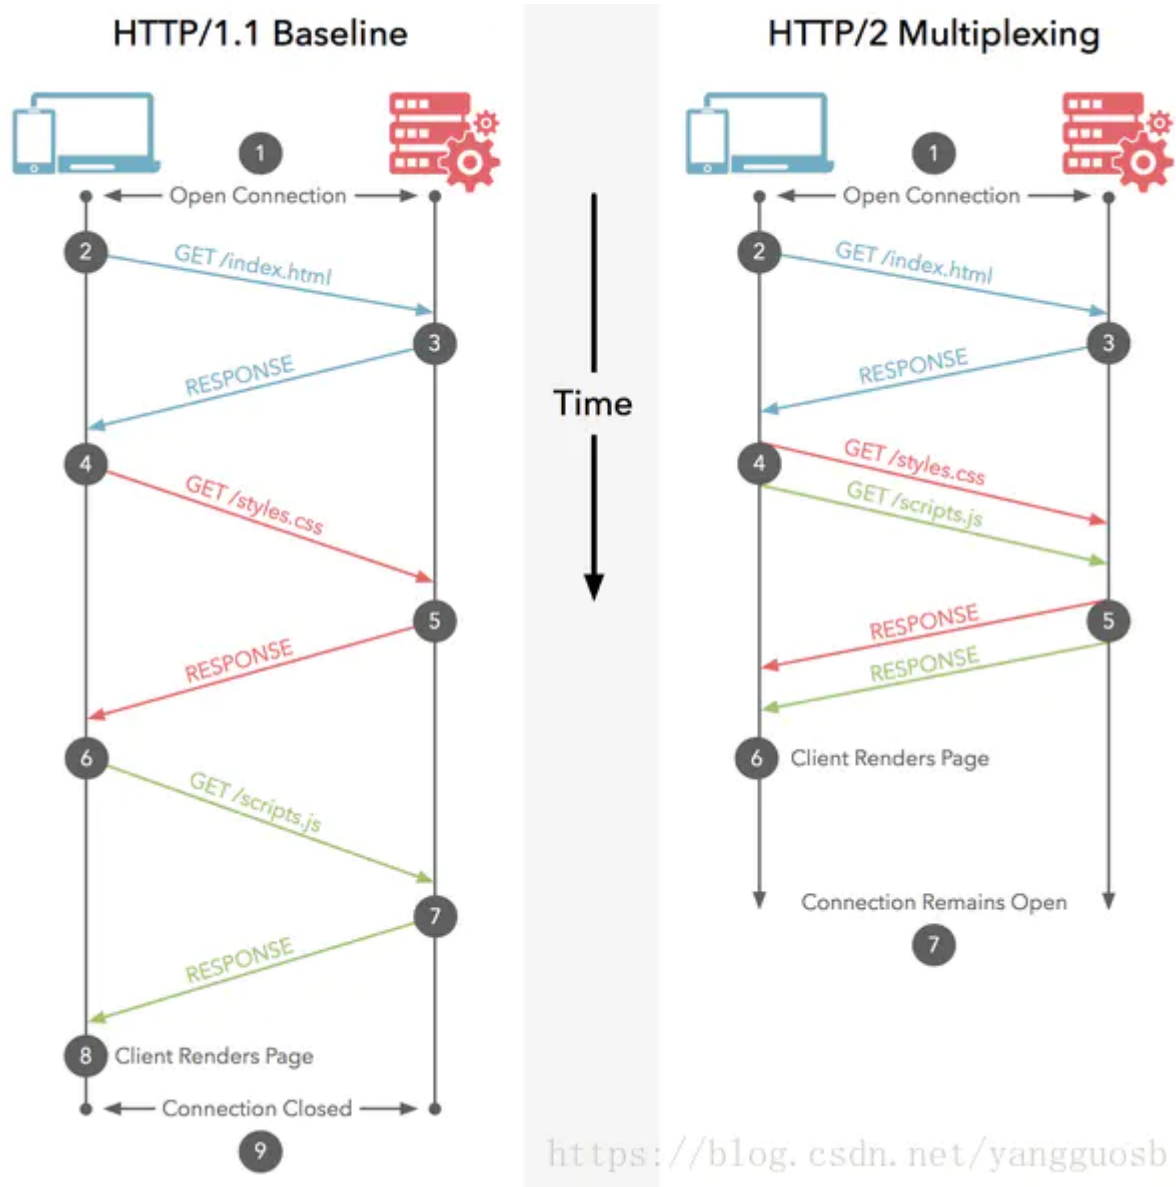 HTTP/1.1 Baseline
1
Open Connection
2
GET /index.html
3
RESPONSE
4
GET /styles.css
5
RESPONSE
6
GET /scripts.js
7
RESPONSE
8
Client Renders Page
Connection Closed
9
Time
HTTP/2 Multiplexing
1
Open Connection
2
GET /index.html
3
RESPONSE
4
GET /styles.css
GET /scripts.js
5
RESPONSE
RESPONSE
6
Client Renders Page
Connection Remains Open
7
https://blog.csdn.net/yangguosb